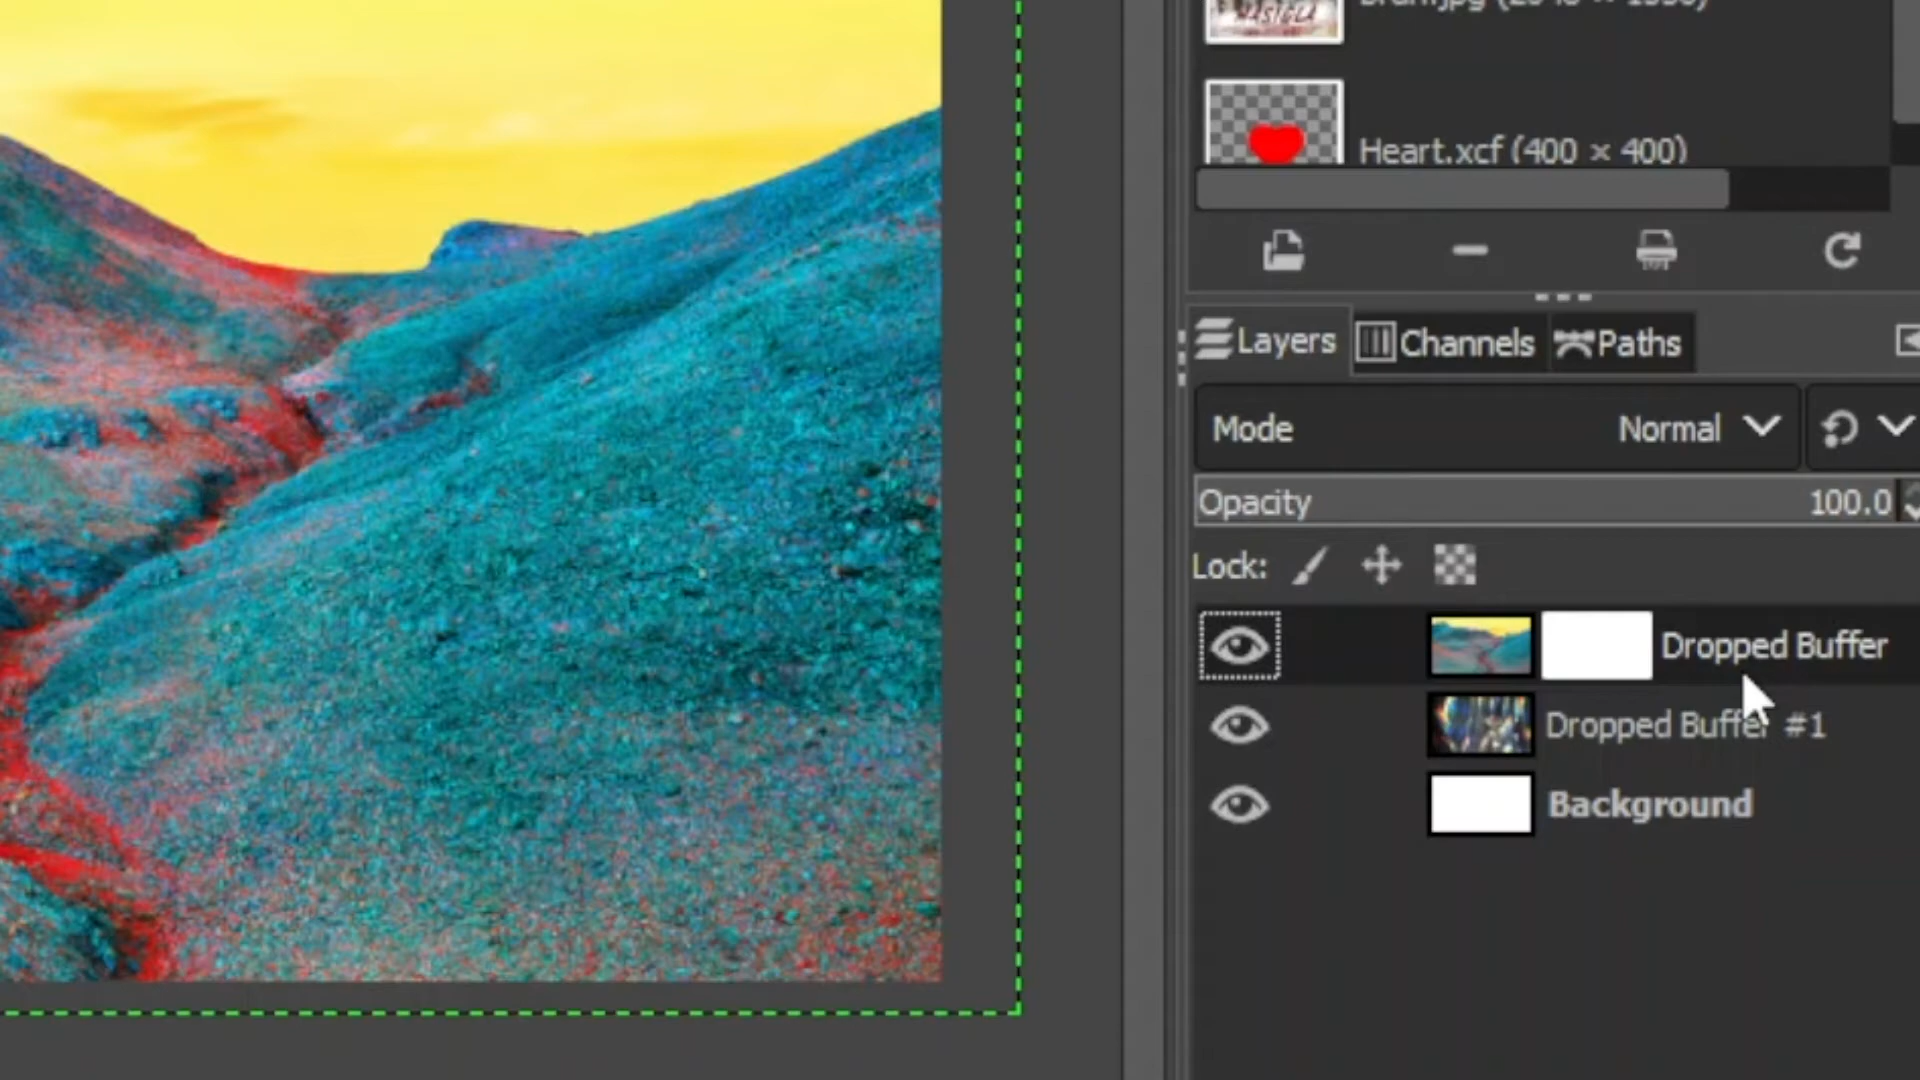 Heart.xcf (400 × 400)
Layers Channels Paths
Mode Normal
Opacity 100.0
Lock:
Dropped Buffer
Dropped Buffer #1
Background